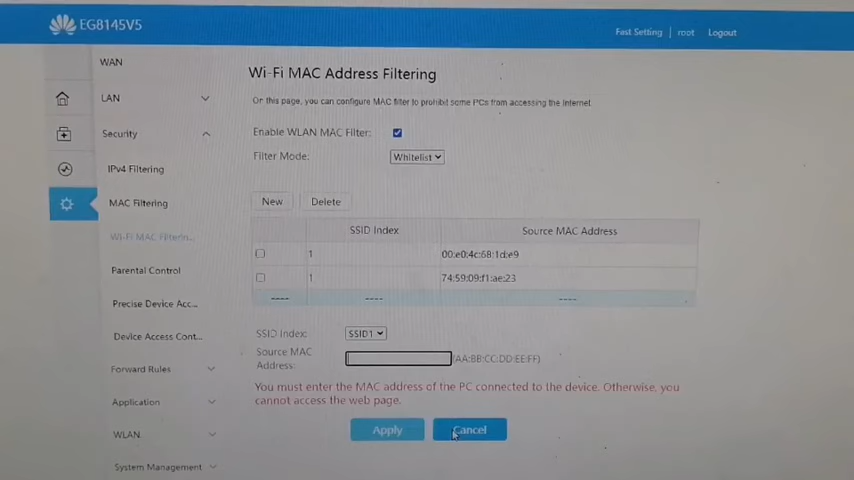 EG8145V5
Fast Setting | root Logout
WAN
LAN
Security
IPv4 Filtering
MAC Filtering
Wi-Fi MAC Filterin...
Parental Control
Precise Device Acc...
Device Access Cont...
Forward Rules
Application
WLAN
System Management
Wi-Fi MAC Address Filtering
On this page, you can configure MAC filter to prohibit some PCs from accessing the Internet.
Enable WLAN MAC Filter:
Filter Mode: Whitelist
New Delete
SSID Index Source MAC Address
1 00:e0:4c:68:1d:e9
1 74:59:09:f1:ae:23
---- ---- ----
SSID Index: SSID1
Source MAC
Address: (AA:BB:CC:DD:EE:FF)
You must enter the MAC address of the PC connected to the device. Otherwise, you
cannot access the web page.
Apply Cancel